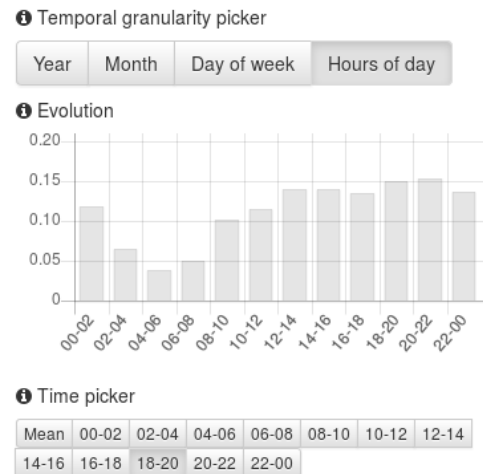 Temporal granularity picker
Year Month Day of week Hours of day
Evolution
0.20
0.15
0.10
0.05
0
00-02 02-04 04-06 06-08 08-10 10-12 12-14 14-16 16-18 18-20 20-22 22-00
Time picker
Mean 00-02 02-04 04-06 06-08 08-10 10-12 12-14
14-16 16-18 18-20 20-22 22-00